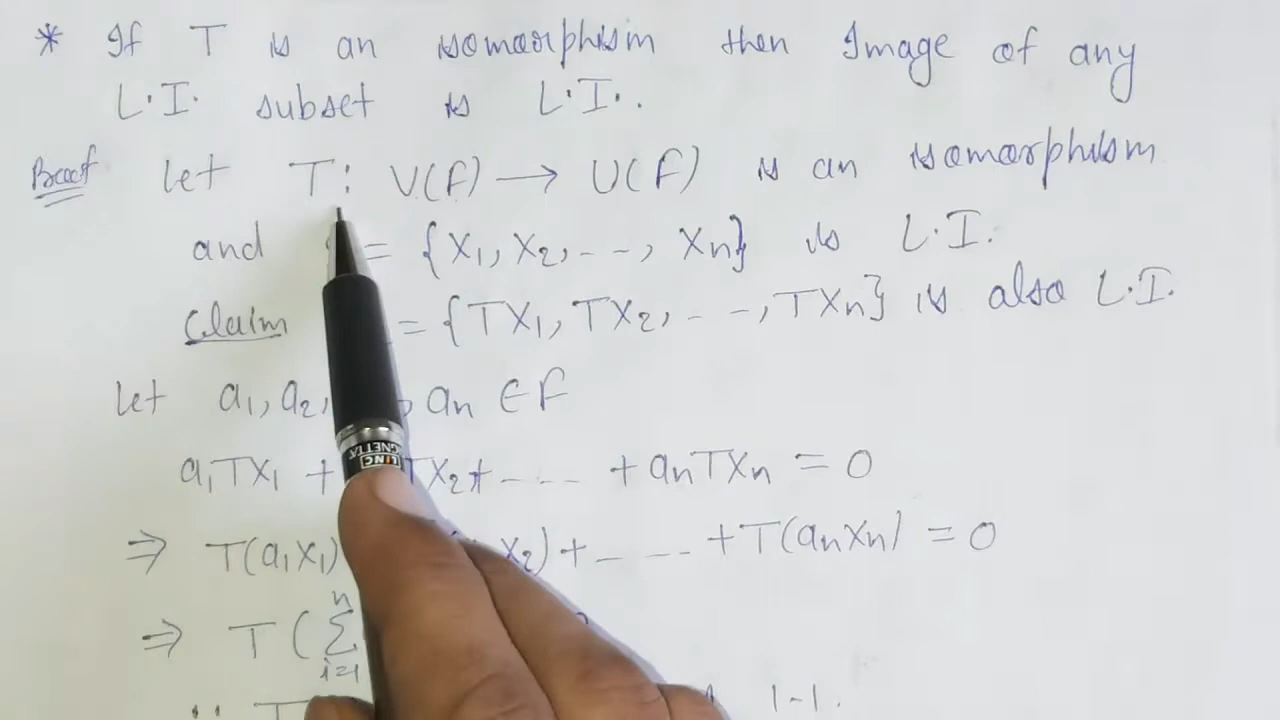 * If T is an isomorphism then Image of any
L.I. subset is L.I..
Proof let T: V(F) → U(F) is an isomorphism
and = {x1, x2, - --, xn} is L.I.
Claim = {Tx1, Tx2, - --, Txn} is also L.I.
let a1, a2, , an ∈ F
a1Tx1 + Tx2 + - -- -- + anTxn = 0
⇒ T(a1x1) x2) + - -- -- + T(anxn) = 0
⇒ T( n∑i=1
∵ T 1-1.
LINC